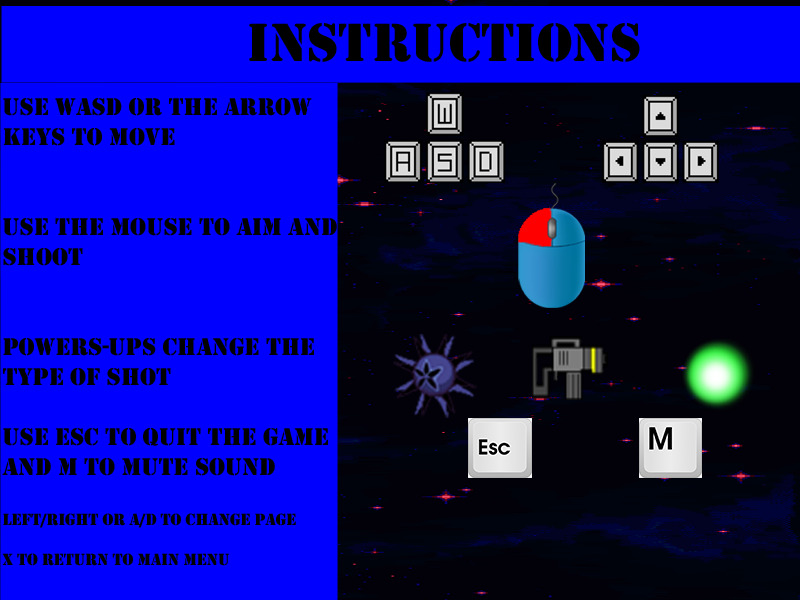 INSTRUCTIONS
USE WASD OR THE ARROW
KEYS TO MOVE
W
A S D
USE THE MOUSE TO AIM AND
SHOOT
POWERS-UPS CHANGE THE
TYPE OF SHOT
USE ESC TO QUIT THE GAME
AND M TO MUTE SOUND
Esc M
LEFT/RIGHT OR A/D TO CHANGE PAGE
X TO RETURN TO MAIN MENU